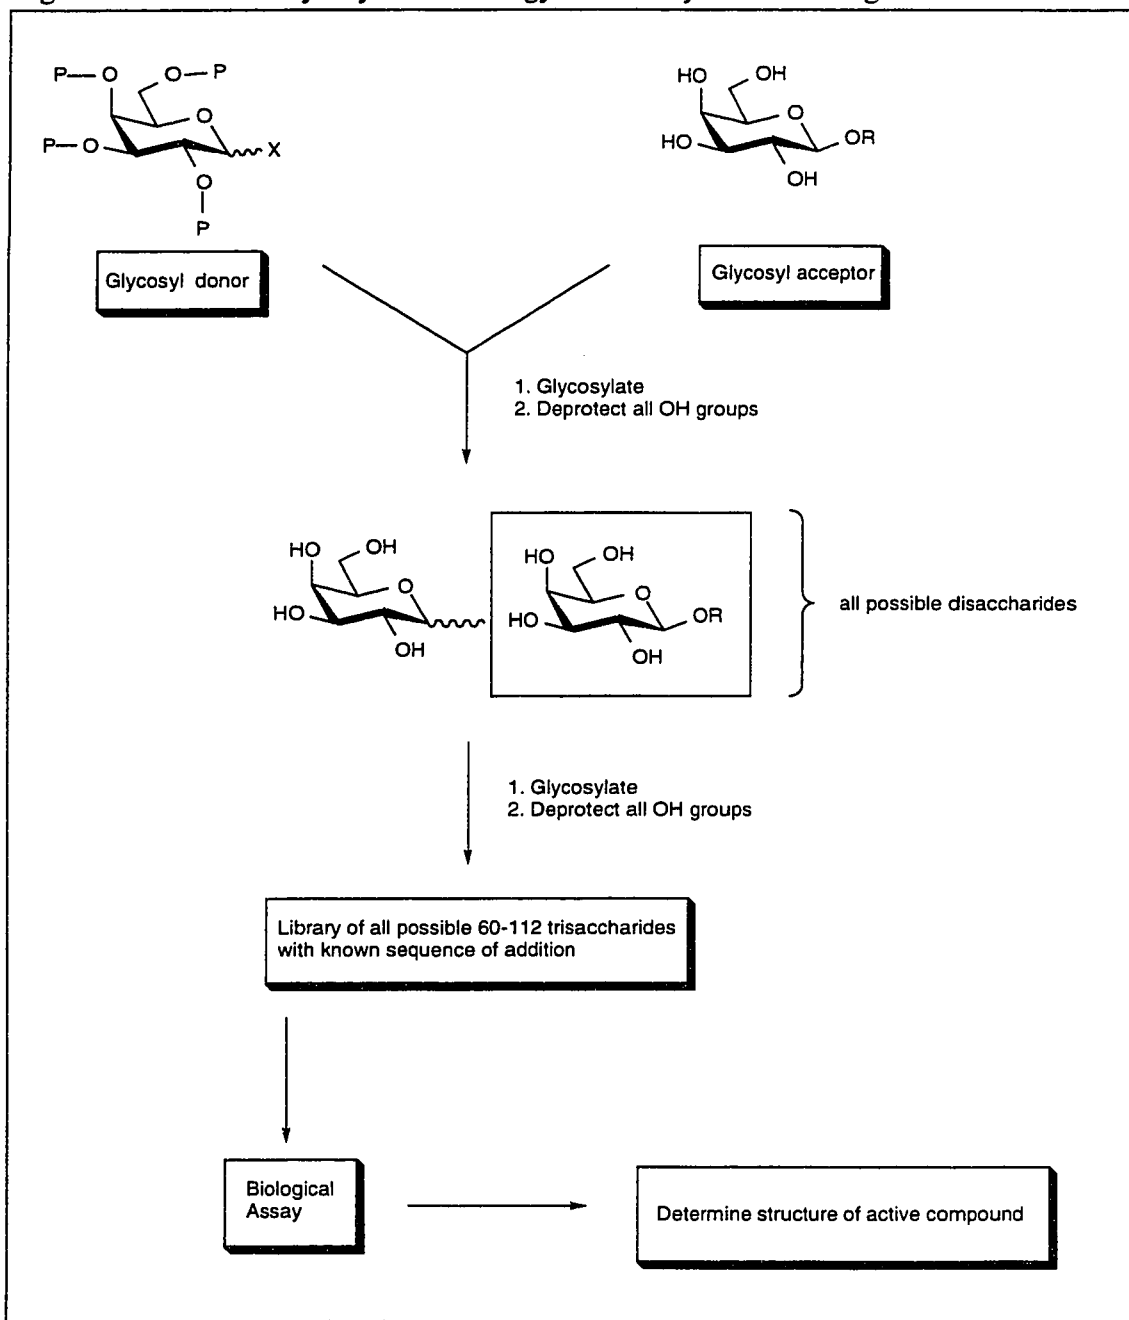 P—O
O—P
P—O
O
X
O
P
HO
OH
O
HO
OR
OH
Glycosyl donor
Glycosyl acceptor
1. Glycosylate
2. Deprotect all OH groups
HO
OH
O
HO
OH
HO
OH
O
HO
OR
OH
all possible disaccharides
1. Glycosylate
2. Deprotect all OH groups
Library of all possible 60-112 trisaccharides
with known sequence of addition
Biological
Assay
Determine structure of active compound